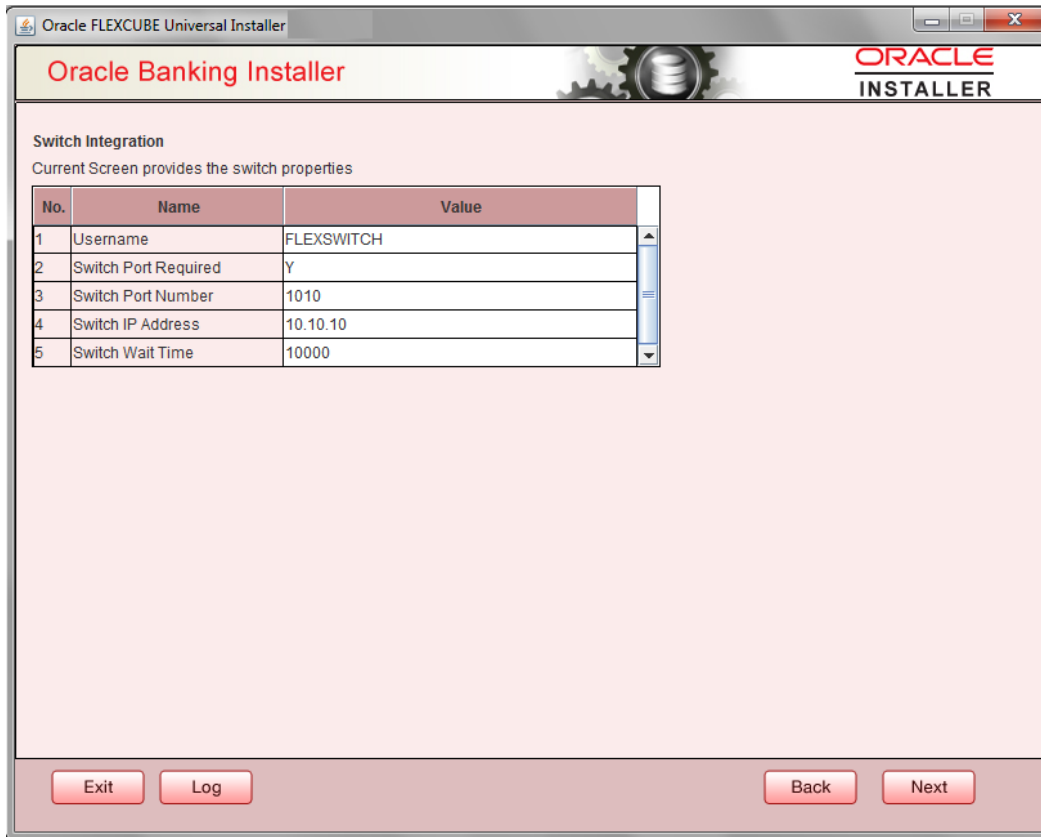 Oracle FLEXCUBE Universal Installer
Oracle Banking Installer
ORACLE
INSTALLER
Switch Integration
Current Screen provides the switch properties
No. Name Value
1 Username FLEXSWITCH
2 Switch Port Required Y
3 Switch Port Number 1010
4 Switch IP Address 10.10.10
5 Switch Wait Time 10000
Exit Log Back Next